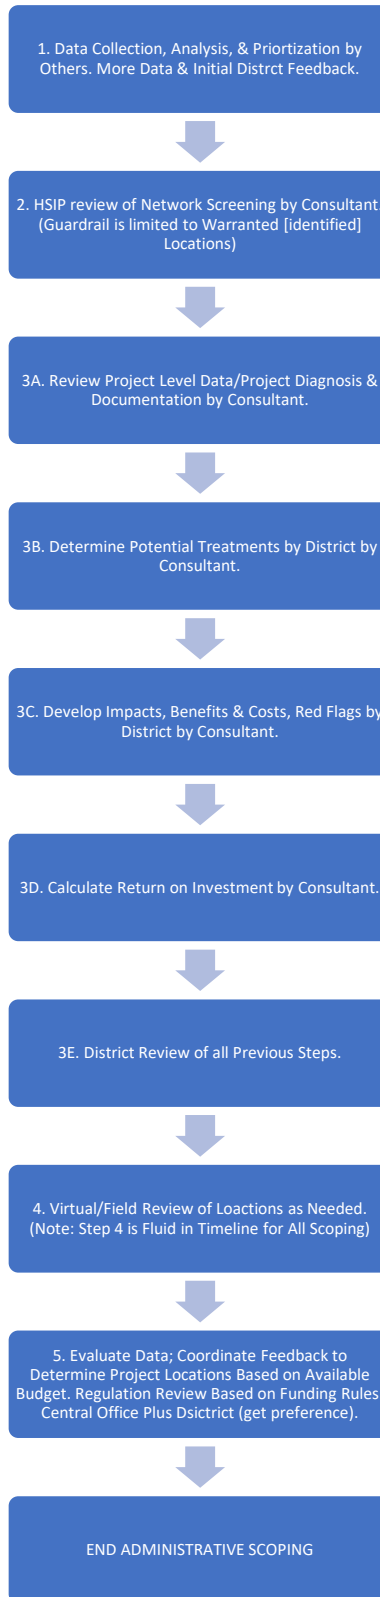 1. Data Collection, Analysis, & Priortization by
Others. More Data & Initial Distrct Feedback.
2. HSIP review of Network Screening by Consultant.
(Guardrail is limited to Warranted [identified]
Locations)
3A. Review Project Level Data/Project Diagnosis &
Documentation by Consultant.
3B. Determine Potential Treatments by District by
Consultant.
3C. Develop Impacts, Benefits & Costs, Red Flags by
District by Consultant.
3D. Calculate Return on Investment by Consultant.
3E. District Review of all Previous Steps.
4. Virtual/Field Review of Loactions as Needed.
(Note: Step 4 is Fluid in Timeline for All Scoping)
5. Evaluate Data; Coordinate Feedback to
Determine Project Locations Based on Available
Budget. Regulation Review Based on Funding Rules
Central Office Plus Dsictrict (get preference).
END ADMINISTRATIVE SCOPING